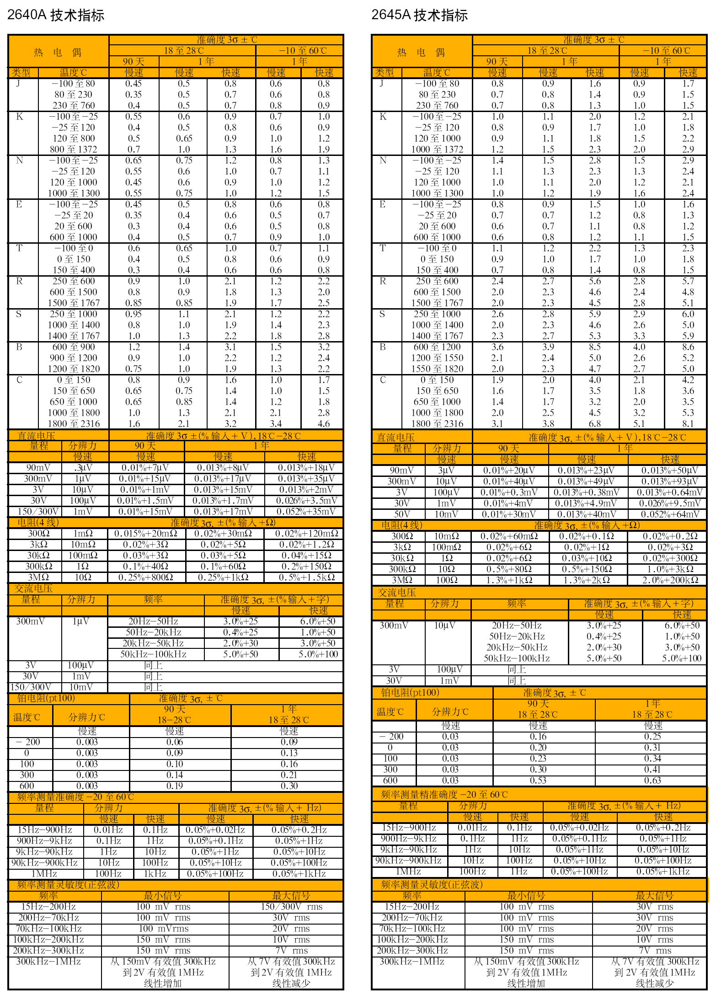 2640A 技术指标
热 电 偶 准确度 3σ ± ℃
18 至 28℃ −10 至 60℃
90 天 1 年 1 年
类型 温度℃ 慢速 慢速 快速 慢速 快速
J −100 至 80 0.45 0.5 0.8 0.6 0.8
80 至 230 0.35 0.5 0.7 0.6 0.8
230 至 760 0.4 0.5 0.7 0.8 0.9
K −100至−25 0.55 0.6 0.9 0.7 1.0
−25 至 120 0.4 0.5 0.8 0.6 0.9
120 至 800 0.5 0.65 0.9 1.0 1.2
800 至 1372 0.7 1.0 1.3 1.6 1.9
N −100至−25 0.65 0.75 1.2 0.8 1.3
−25 至 120 0.55 0.6 1.0 0.7 1.1
120 至 1000 0.45 0.6 0.9 1.0 1.2
1000 至 1300 0.55 0.75 1.0 1.2 1.5
E −100至−25 0.45 0.5 0.8 0.6 0.8
−25 至 20 0.35 0.4 0.6 0.5 0.7
20 至 600 0.3 0.4 0.6 0.5 0.8
600 至 1000 0.4 0.5 0.7 0.9 1.0
T −100 至 0 0.6 0.65 1.0 0.7 1.1
0 至 150 0.4 0.5 0.8 0.6 0.9
150 至 400 0.3 0.4 0.6 0.6 0.8
R 250 至 600 0.9 1.0 2.1 1.2 2.2
600 至 1500 0.8 0.9 1.8 1.3 2.0
1500 至 1767 0.85 0.85 1.9 1.7 2.5
S 250 至 1000 0.95 1.1 2.1 1.2 2.2
1000 至 1400 0.8 1.0 1.9 1.4 2.3
1400 至 1767 1.0 1.3 2.2 1.8 2.8
B 600 至 900 1.2 1.4 3.1 1.5 3.2
900 至 1200 0.9 1.0 2.2 1.2 2.4
1200 至 1820 0.75 1.0 1.9 1.3 2.2
C 0 至 150 0.8 0.9 1.6 1.0 1.7
150 至 650 0.65 0.75 1.4 1.0 1.5
650 至 1000 0.65 0.85 1.4 1.2 1.8
1000 至 1800 1.0 1.3 2.1 2.1 2.8
1800 至 2316 1.6 2.1 3.2 3.4 4.6
直流电压 准确度 3σ ±(% 输入 + V), 18℃−28℃
量程 分辨力 90 天 1 年
慢速 慢速 慢速 快速
90mV .3μV 0.01%+7μV 0.013%+8μV 0.013%+18μV
300mV 1μV 0.01%+15μV 0.013%+17μV 0.013%+35μV
3V 10μV 0.01%+1mV 0.013%+15mV 0.013%+2mV
30V 100μV 0.01%+1.5mV 0.013%+1.7mV 0.026%+3.5mV
150/300V 1mV 0.01%+15mV 0.013%+17mV 0.052%+35mV
电阻(4 线) 准确度 3σ, ±(% 输入 +Ω)
300Ω 1mΩ 0.015%+20mΩ 0.02%+30mΩ 0.02%+120mΩ
3kΩ 10mΩ 0.02%+3Ω 0.02%+5Ω 0.02%+1.2Ω
30kΩ 100mΩ 0.03%+3Ω 0.03%+5Ω 0.04%+15Ω
300kΩ 1Ω 0.1%+40Ω 0.1%+60Ω 0.2%+150Ω
3MΩ 10Ω 0.25%+800Ω 0.25%+1kΩ 0.5%+1.5kΩ
交流电压
量程 分辨力 频率 准确度 3σ, ±(%输入+字)
慢速 快速
300mV 1μV 20Hz−50Hz 3.0%+25 6.0%+50
50Hz−20kHz 0.4%+25 1.0%+50
20kHz−50kHz 2.0%+30 3.0%+50
50kHz−100kHz 5.0%+50 5.0%+100
3V 100μV 同上
30V 1mV 同上
150/300V 10mV 同上
铂电阻(pt100) 准确度 3σ, ± ℃
温度℃ 分辨力℃ 90 天 1 年
18−28℃ 18 至 28℃
慢速 慢速 慢速
− 200 0.003 0.06 0.09
0 0.003 0.09 0.13
100 0.003 0.10 0.16
300 0.003 0.14 0.21
600 0.003 0.19 0.30
频率测量准确度 −20 至 60℃
量程 分辨力 准确度 3σ, ±(% 输入+ Hz)
慢速 快速 慢速 快速
15Hz−900Hz 0.01Hz 0.1Hz 0.05%+0.02Hz 0.05%+0.2Hz
900Hz−9kHz 0.1Hz 1Hz 0.05%+0.1Hz 0.05%+1Hz
9kHz−90kHz 1Hz 10Hz 0.05%+1Hz 0.05%+10Hz
90kHz−900kHz 10Hz 100Hz 0.05%+10Hz 0.05%+100Hz
1MHz 100Hz 1kHz 0.05%+100Hz 0.05%+1kHz
频率测量灵敏度(正弦波)
频率 最小信号 最大信号
15Hz−200Hz 100 mV rms 150/300V rms
200Hz−70kHz 100 mV rms 30V rms
70kHz−100kHz 100 mVrms 20V rms
100kHz−200kHz 150 mV rms 10V rms
200kHz−300kHz 150 mV rms 7V rms
300kHz−1MHz 从 150mV 有效值 300kHz 从 7V 有效值 300kHz
到 2V 有效值 1MHz 到 2V 有效值 1MHz
线性增加 线性减少
2645A 技术指标
热 电 偶 准确度 3σ ± ℃
18 至 28℃ −10 至 60℃
90 天 1 年 1 年
类型 温度℃ 慢速 慢速 快速 慢速 快速
J −100 至 80 0.8 0.9 1.6 0.9 1.7
80 至 230 0.7 0.8 1.4 0.9 1.5
230 至 760 0.7 0.8 1.3 1.0 1.5
K −100至−25 1.0 1.1 2.0 1.2 2.1
−25 至 120 0.8 0.9 1.7 1.0 1.8
120 至 1000 0.9 1.1 1.8 1.5 2.2
1000 至 1372 1.2 1.5 2.3 2.0 2.9
N −100至−25 1.4 1.5 2.8 1.5 2.9
−25 至 120 1.1 1.3 2.3 1.3 2.4
120 至 1000 1.0 1.1 2.0 1.2 2.1
1000 至 1300 1.0 1.2 1.9 1.6 2.4
E −100至−25 0.8 0.9 1.5 1.0 1.6
−25 至 20 0.7 0.7 1.2 0.8 1.3
20 至 600 0.6 0.7 1.1 0.8 1.2
600 至 1000 0.6 0.8 1.2 1.1 1.5
T −100 至 0 1.1 1.2 2.2 1.3 2.3
0 至 150 0.9 1.0 1.7 1.0 1.8
150 至 400 0.7 0.8 1.4 0.8 1.5
R 250 至 600 2.4 2.7 5.6 2.8 5.7
600 至 1500 2.0 2.3 4.6 2.4 4.8
1500 至 1767 2.0 2.3 4.5 2.8 5.1
S 250 至 1000 2.6 2.8 5.9 2.9 6.0
1000 至 1400 2.0 2.3 4.6 2.6 5.0
1400 至 1767 2.3 2.7 5.3 3.3 5.9
B 600 至 1200 3.6 3.9 8.5 4.0 8.6
1200 至 1550 2.1 2.4 5.0 2.6 5.2
1550 至 1820 2.0 2.3 4.7 2.7 5.0
C 0 至 150 1.9 2.0 4.0 2.1 4.2
150 至 650 1.6 1.7 3.5 1.8 3.6
650 至 1000 1.4 1.7 3.2 2.0 3.5
1000 至 1800 2.0 2.5 4.5 3.2 5.3
1800 至 2316 3.1 3.8 6.8 5.1 8.1
直流电压 准确度 3σ, ±(% 输入 + V), 18℃−28℃
量程 分辨力 90 天 1 年
慢速 慢速 慢速 快速
90mV 3μV 0.01%+20μV 0.013%+23μV 0.013%+50μV
300mV 10μV 0.01%+40μV 0.013%+49μV 0.013%+93μV
3V 100μV 0.01%+0.3mV 0.013%+0.38mV 0.013%+0.64mV
30V 1mV 0.01%+4mV 0.013%+4.9mV 0.026%+9.5mV
50V 10mV 0.01%+30mV 0.013%+40mV 0.052%+64mV
电阻(4 线) 准确度 3σ, ±(% 输入 +Ω)
300Ω 10mΩ 0.02%+60mΩ 0.02%+0.1Ω 0.02%+0.2Ω
3kΩ 100mΩ 0.02%+6Ω 0.02%+1Ω 0.02%+3Ω
30kΩ 1Ω 0.02%+6Ω 0.03%+10Ω 0.02%+300Ω
300kΩ 10Ω 0.5%+80Ω 0.5%+150Ω 1.0%+3kΩ
3MΩ 100Ω 1.3%+1kΩ 1.3%+2kΩ 2.0%+200kΩ
交流电压
量程 分辨力 频率 准确度 3σ, ±(%输入+字)
慢速 快速
300mV 10μV 20Hz−50Hz 3.0%+25 6.0%+50
50Hz−20kHz 0.4%+25 1.0%+50
20kHz−50kHz 2.0%+30 3.0%+50
50kHz−100kHz 5.0%+50 5.0%+100
3V 100μV 同上
30V 1mV 同上
铂电阻(pt100) 准确度 3σ, ± ℃
温度℃ 分辨力℃ 90 天 1 年
18 至 28℃ 18 至 28℃
慢速 慢速 慢速
− 200 0.03 0.16 0.25
0 0.03 0.20 0.31
100 0.03 0.23 0.34
300 0.03 0.30 0.41
600 0.03 0.53 0.63
频率测量精准确度 −20 至 60℃
量程 分辨力 准确度 3σ, ±(% 输入+ Hz)
慢速 快速 慢速 快速
15Hz−900Hz 0.01Hz 0.1Hz 0.05%+0.02Hz 0.05%+0.2Hz
900Hz−9kHz 0.1Hz 1Hz 0.05%+0.1Hz 0.05%+1Hz
9kHz−90kHz 1Hz 10Hz 0.05%+1Hz 0.05%+10Hz
90kHz−900kHz 10Hz 100Hz 0.05%+10Hz 0.05%+100Hz
1MHz 100Hz 1Hz 0.05%+100Hz 0.05%+1kHz
频率测量灵敏度(正弦波)
频率 最小信号 最大信号
15Hz−200Hz 100 mV rms 30V rms
200Hz−70kHz 100 mV rms 30V rms
70kHz−100kHz 100 mV rms 20V rms
100kHz−200kHz 150 mV rms 10V rms
200kHz−300kHz 150 mV rms 7V rms
300kHz−1MHz 从 150mV 有效值 300kHz 从 7V 有效值 300kHz
到 2V 有效值 1MHz 到 2V 有效值 1MHz
线性增加 线性减少